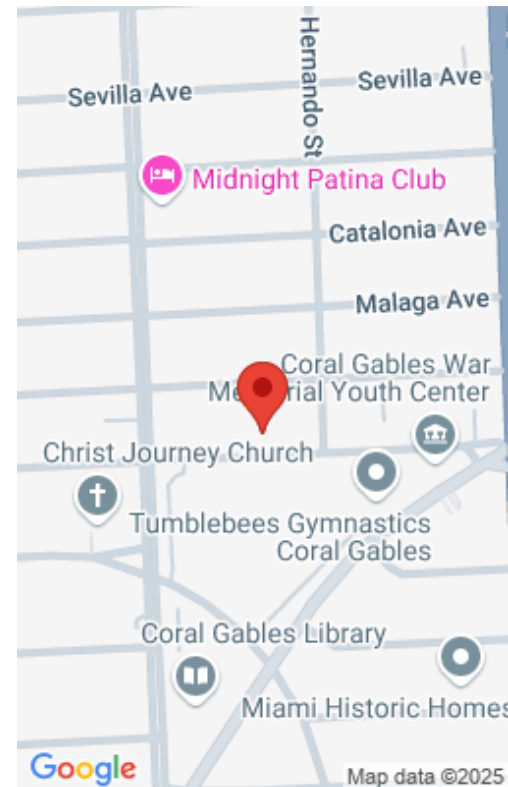 Hernando St
Sevilla Ave
Sevilla Ave
Midnight Patina Club
Catalonia Ave
Malaga Ave
Coral Gables War
Memorial Youth Center
Christ Journey Church
Tumblebees Gymnastics
Coral Gables
Coral Gables Library
Miami Historic Homes
Google
Map data ©2025